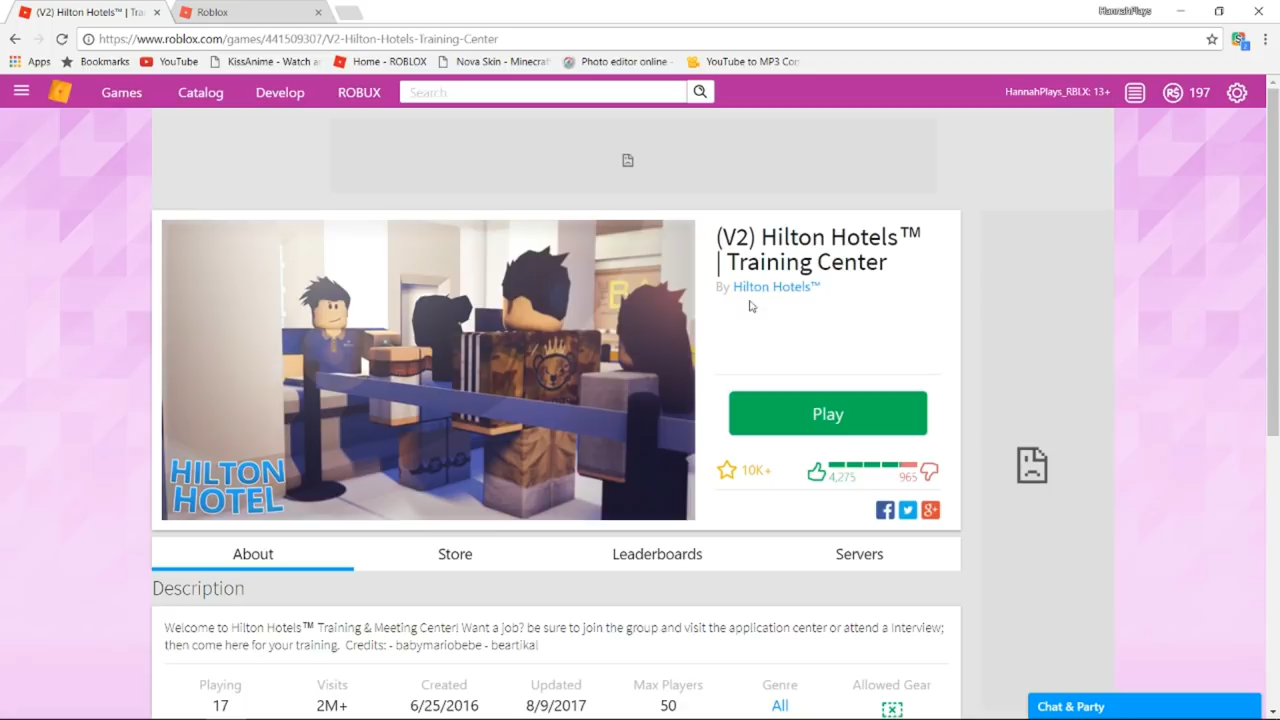 (V2) Hilton Hotels™ | Tra
Roblox
HannahPlays
https://www.roblox.com/games/441509307/V2-Hilton-Hotels-Training-Center
Apps Bookmarks YouTube KissAnime - Watch a Home - ROBLOX Nova Skin - Minecraf Photo editor online - YouTube to MP3 Con
Games Catalog Develop ROBUX Search HannahPlays_RBLX: 13+ R$ 197
(V2) Hilton Hotels™
| Training Center
By Hilton Hotels™
Play
10K+ 4,275 965
HILTON
HOTEL
About Store Leaderboards Servers
Description
Welcome to Hilton Hotels™ Training & Meeting Center! Want a job? be sure to join the group and visit the application center or attend a Interview;
then come here for your training. Credits: - babymariobebe - beartikal
Playing Visits Created Updated Max Players Genre Allowed Gear
17 2M+ 6/25/2016 8/9/2017 50 All
Chat & Party